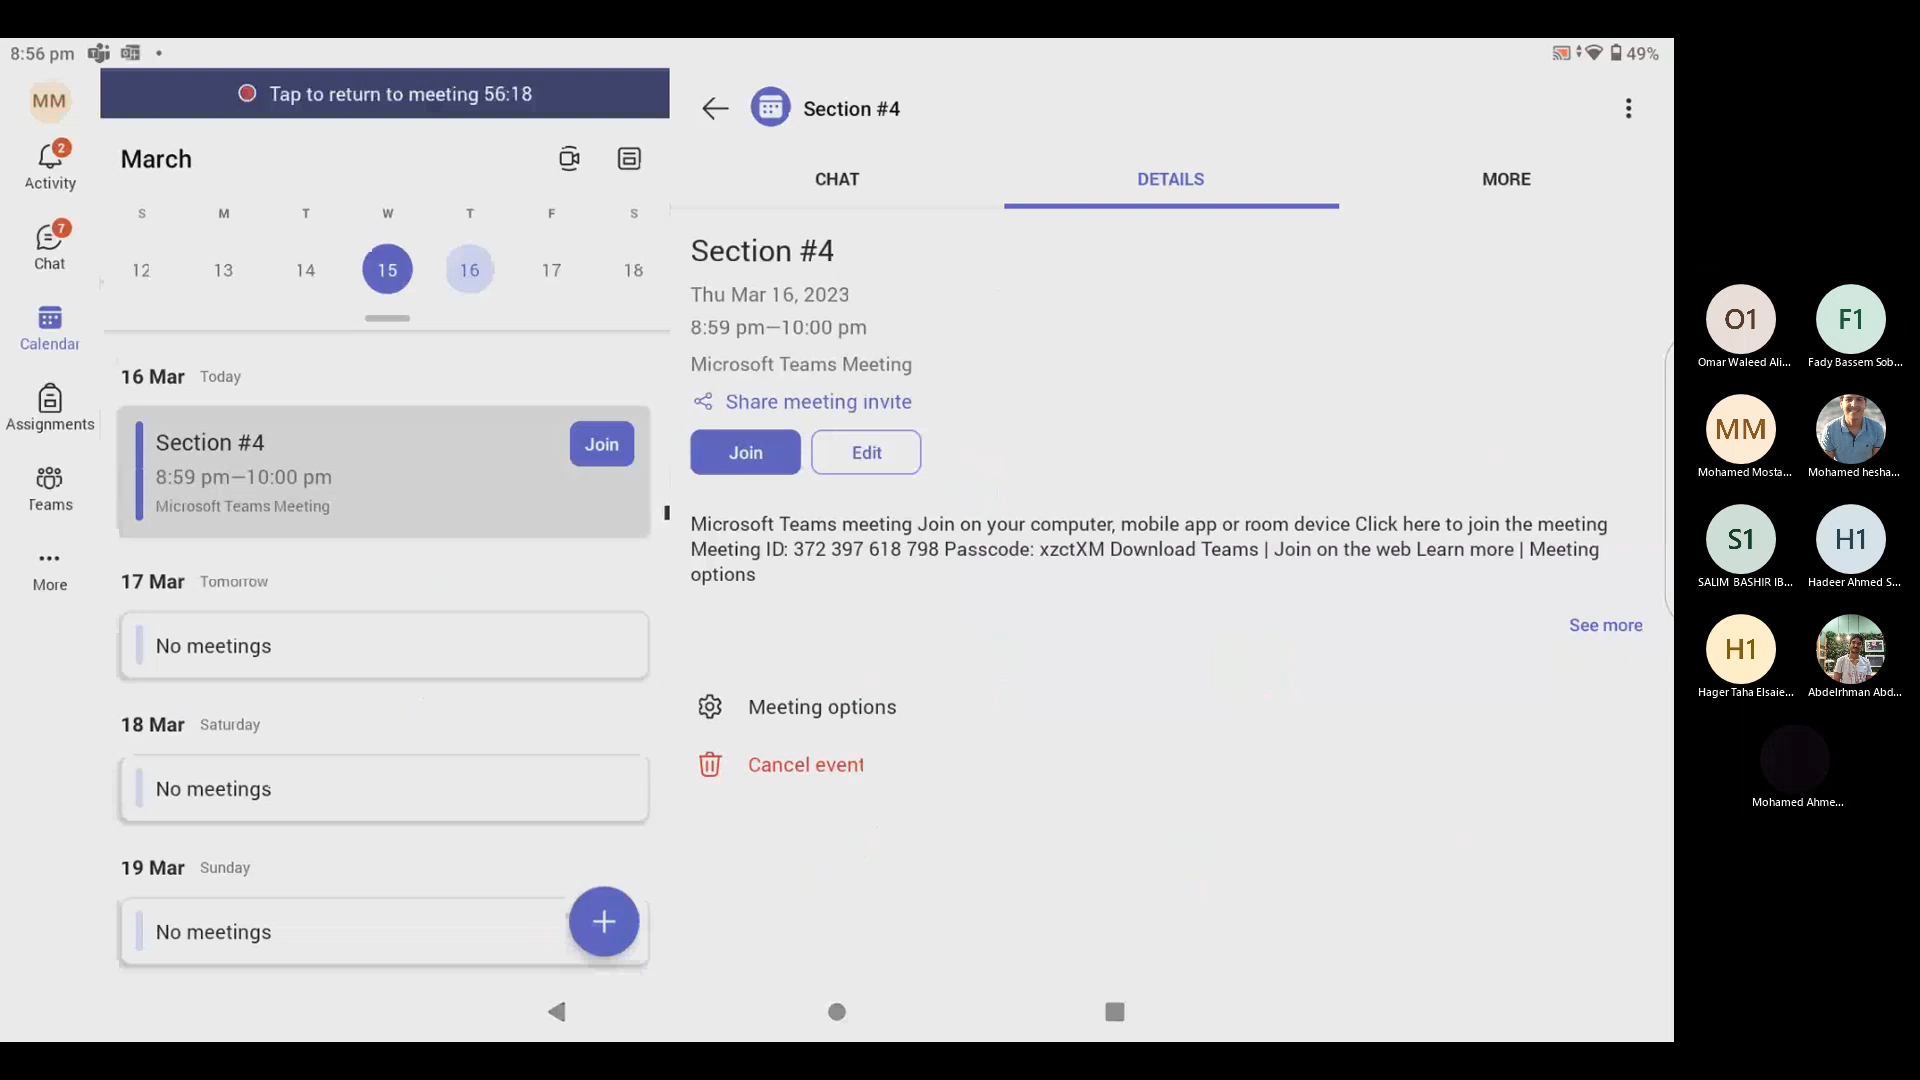 8:56 pm
49%
MM
Tap to return to meeting 56:18
Section #4
2
Activity
7
Chat
Calendar
Assignments
Teams
More
March
S M T W T F S
12 13 14 15 16 17 18
16 Mar Today
Section #4
8:59 pm—10:00 pm
Microsoft Teams Meeting
Join
17 Mar Tomorrow
No meetings
18 Mar Saturday
No meetings
19 Mar Sunday
No meetings
CHAT DETAILS MORE
Section #4
Thu Mar 16, 2023
8:59 pm—10:00 pm
Microsoft Teams Meeting
Share meeting invite
Join Edit
Microsoft Teams meeting Join on your computer, mobile app or room device Click here to join the meeting
Meeting ID: 372 397 618 798 Passcode: xzctXM Download Teams | Join on the web Learn more | Meeting
options
See more
Meeting options
Cancel event
O1 F1
Omar Waleed Ali... Fady Bassem Sob...
MM
Mohamed Mosta... Mohamed hesha...
S1 H1
SALIM BASHIR IB... Hadeer Ahmed S...
H1
Hager Taha Elsaie... Abdelrhman Abd...
Mohamed Ahme...